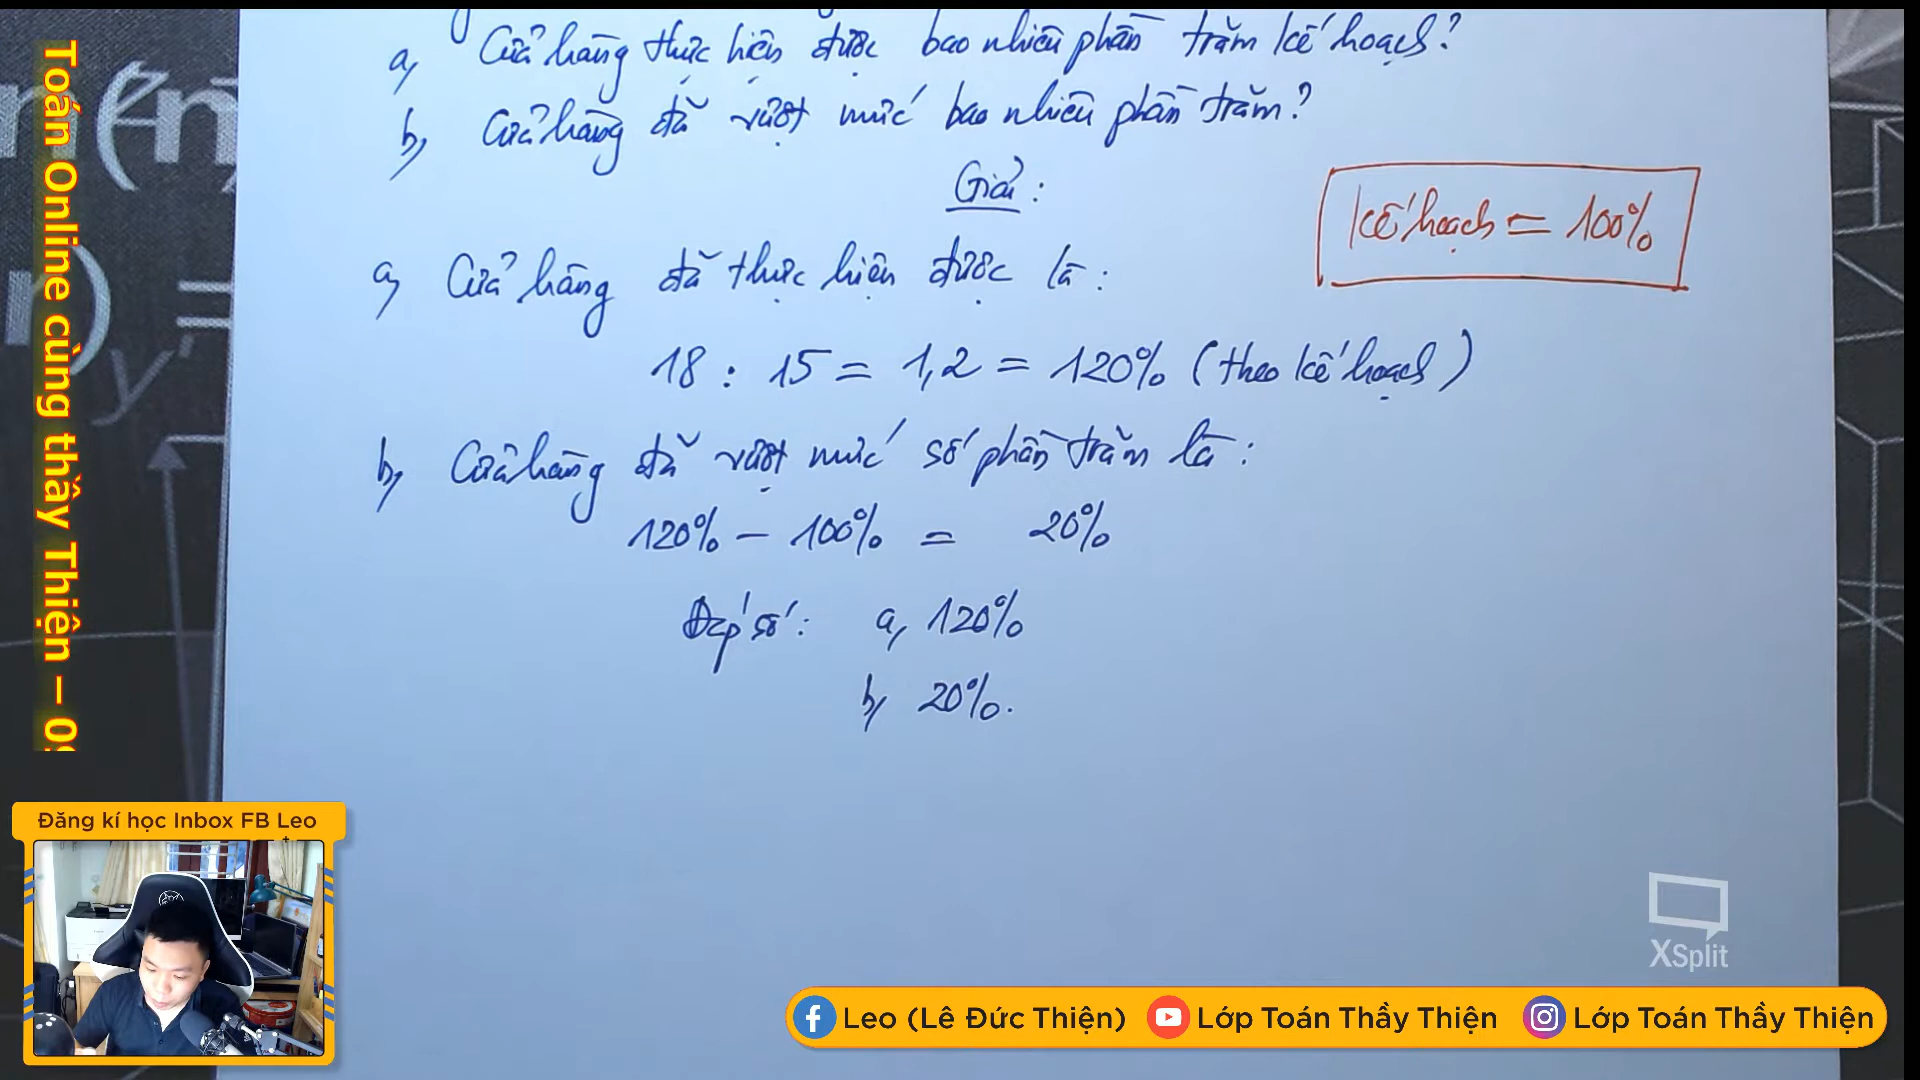 a, Cửa hàng thực hiện được bao nhiêu phần trăm kế hoạch?
b, Cửa hàng đã vượt mức bao nhiêu phần trăm?
Giải:
Kế hoạch = 100%
a, Cửa hàng đã thực hiện được là:
18 : 15 = 1,2 = 120% (theo kế hoạch)
b, Cửa hàng đã vượt mức số phần trăm là:
120% - 100% = 20%
Đáp số: a, 120%
b, 20%.
Toán Online cùng thầy Thiện – 09
Đăng kí học Inbox FB Leo
XSplit
Leo (Lê Đức Thiện) Lớp Toán Thầy Thiện Lớp Toán Thầy Thiện